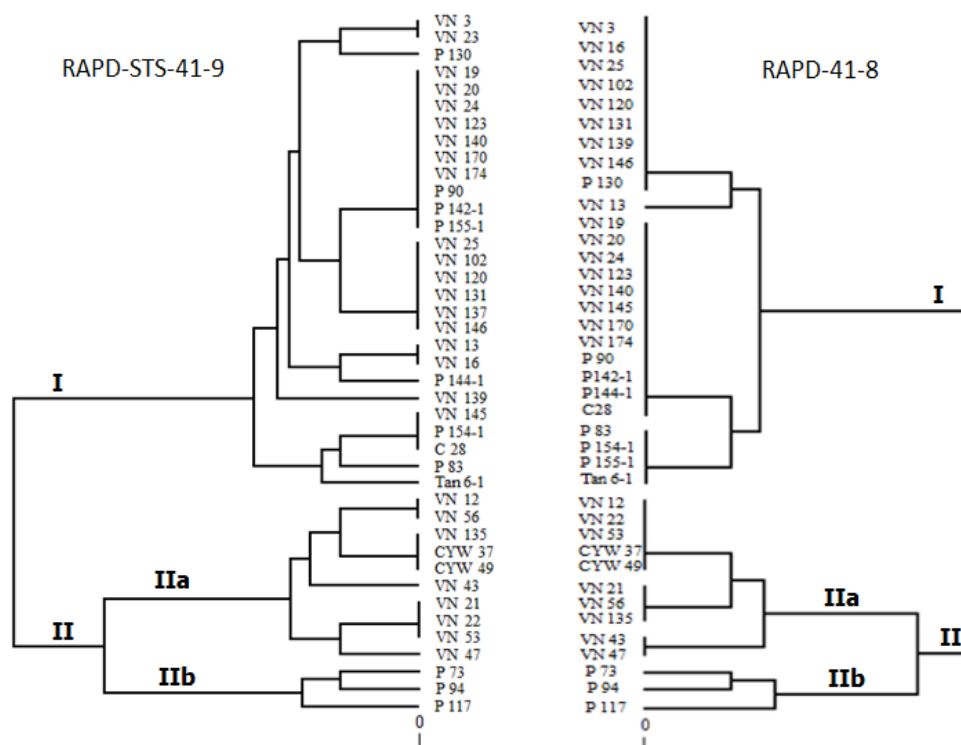 RAPD-STS-41-9
VN 3
VN 23
P 130
VN 19
VN 20
VN 24
VN 123
VN 140
VN 170
VN 174
P 90
P 142-1
P 155-1
VN 25
VN 102
VN 120
VN 131
VN 137
VN 146
VN 13
VN 16
P 144-1
VN 139
VN 145
P 154-1
C 28
P 83
Tan 6-1
VN 12
VN 56
VN 135
CYW 37
CYW 49
VN 43
VN 21
VN 22
VN 53
VN 47
P 73
P 94
P 117
0
I
II
IIa
IIb
RAPD-41-8
VN 3
VN 16
VN 25
VN 102
VN 120
VN 131
VN 139
VN 146
P 130
VN 13
VN 19
VN 20
VN 24
VN 123
VN 140
VN 145
VN 170
VN 174
P 90
P142-1
P144-1
C28
P 83
P 154-1
P 155-1
Tan 6-1
VN 12
VN 22
VN 53
CYW 37
CYW 49
VN 21
VN 56
VN 135
VN 43
VN 47
P 73
P 94
P 117
0
I
IIa
II
IIb